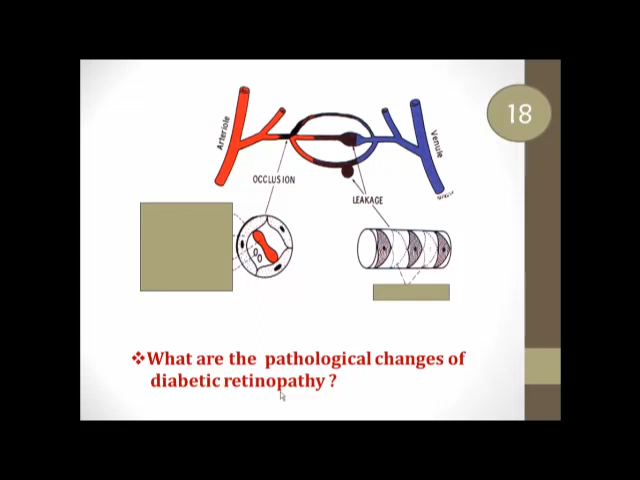 18
Arteriole
Venule
OCCLUSION
LEAKAGE
❖What are the pathological changes of
diabetic retinopathy ?